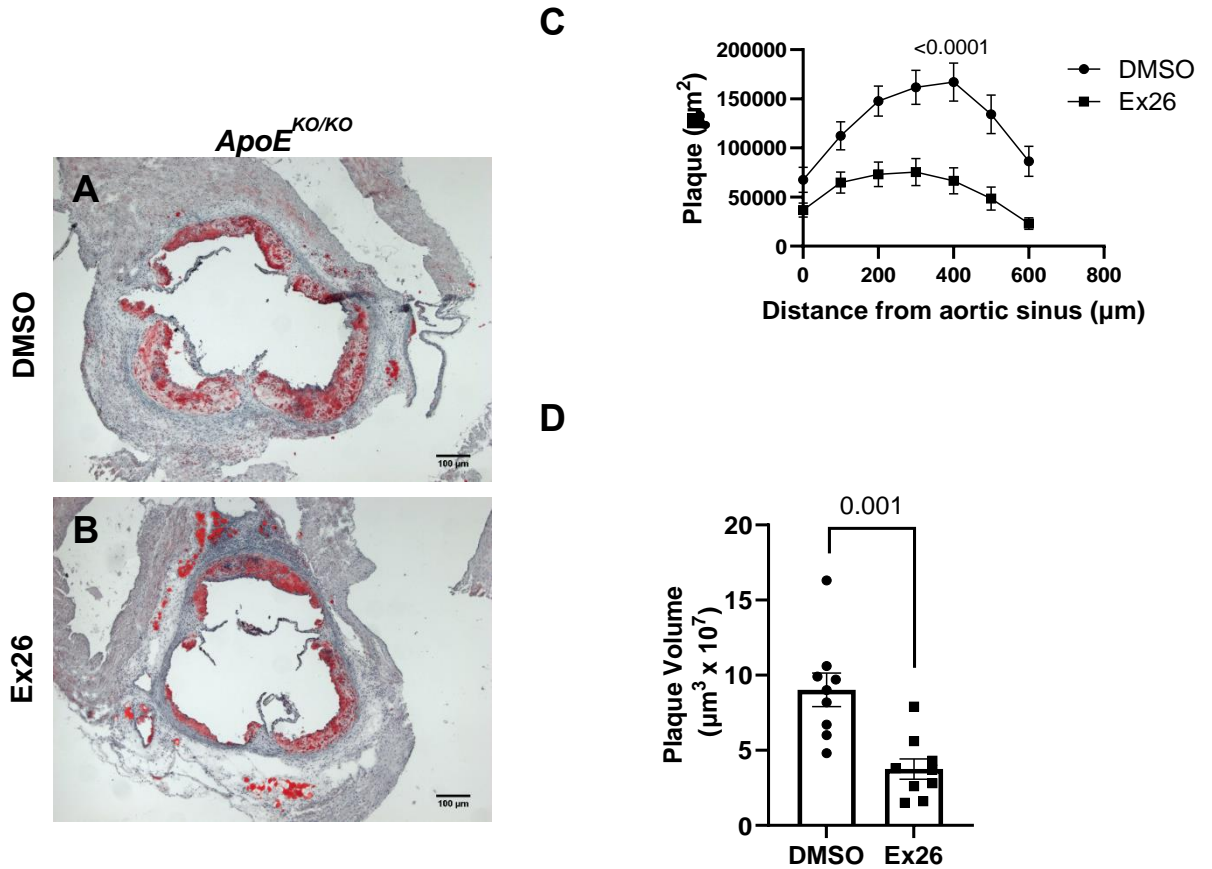 ApoE^KO/KO
DMSO
A
100 µm
Ex26
B
100 µm
C
Plaque (µm²)
200000
150000
100000
50000
0
0 200 400 600 800
Distance from aortic sinus (µm)
<0.0001
DMSO
Ex26
D
0.001
Plaque Volume
(µm³ x 10⁷)
20
15
10
5
0
DMSO Ex26